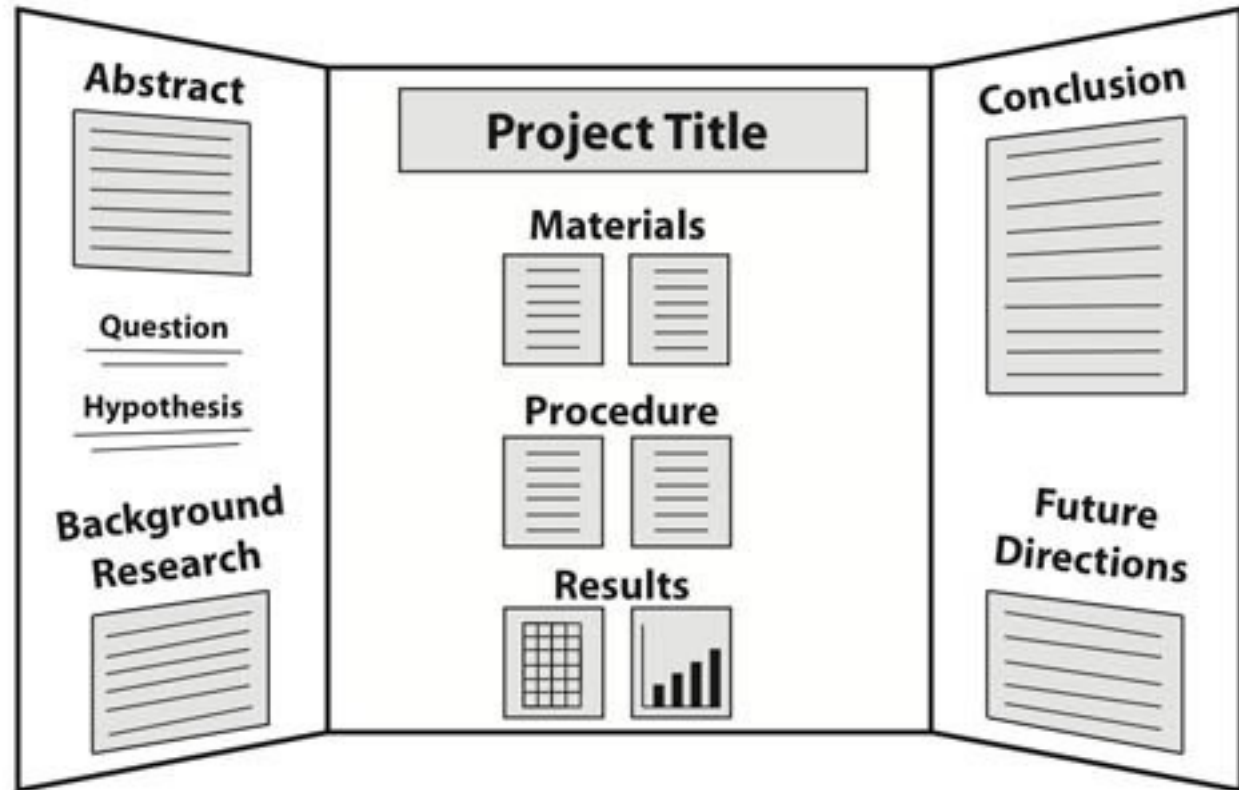 Abstract
Question
Hypothesis
Background
Research
Project Title
Materials
Procedure
Results
Conclusion
Future
Directions